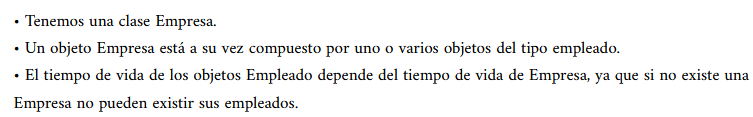 • Tenemos una clase Empresa.
• Un objeto Empresa está a su vez compuesto por uno o varios objetos del tipo empleado.
• El tiempo de vida de los objetos Empleado depende del tiempo de vida de Empresa, ya que si no existe una
Empresa no pueden existir sus empleados.